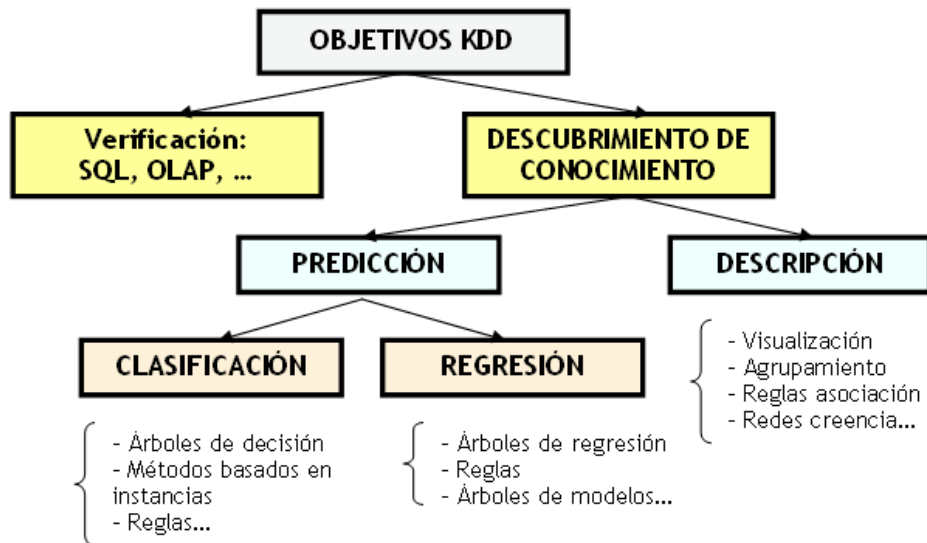 OBJETIVOS KDD
Verificación:
SQL, OLAP, ...
DESCUBRIMIENTO DE
CONOCIMIENTO
PREDICCIÓN
DESCRIPCIÓN
CLASIFICACIÓN
REGRESIÓN
- Visualización
- Agrupamiento
- Reglas asociación
- Redes creencia...
- Árboles de decisión
- Métodos basados en
instancias
- Reglas...
- Árboles de regresión
- Reglas
- Árboles de modelos...